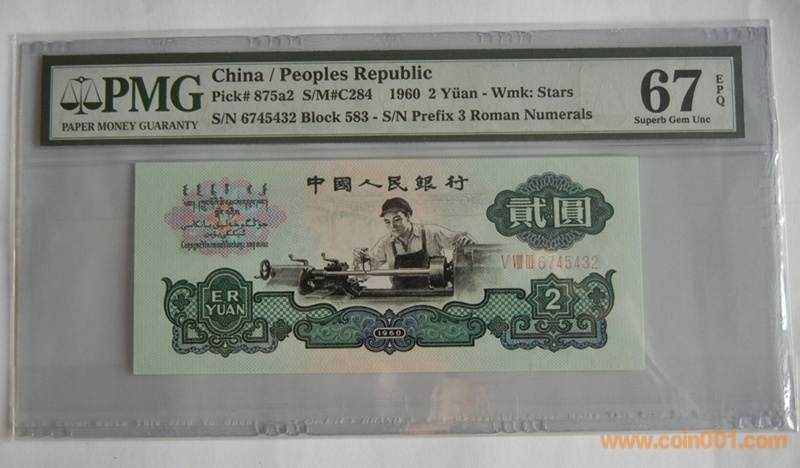 PMG
PAPER MONEY GUARANTY
China / Peoples Republic
Pick# 875a2 S/M#C284 1960 2 Yüan - Wmk: Stars
S/N 6745432 Block 583 - S/N Prefix 3 Roman Numerals
67 EPQ
Superb Gem Unc
中國人民銀行
貳圓
V VIII III 6745432
ER
YUAN
1960
2
www.coin001.com